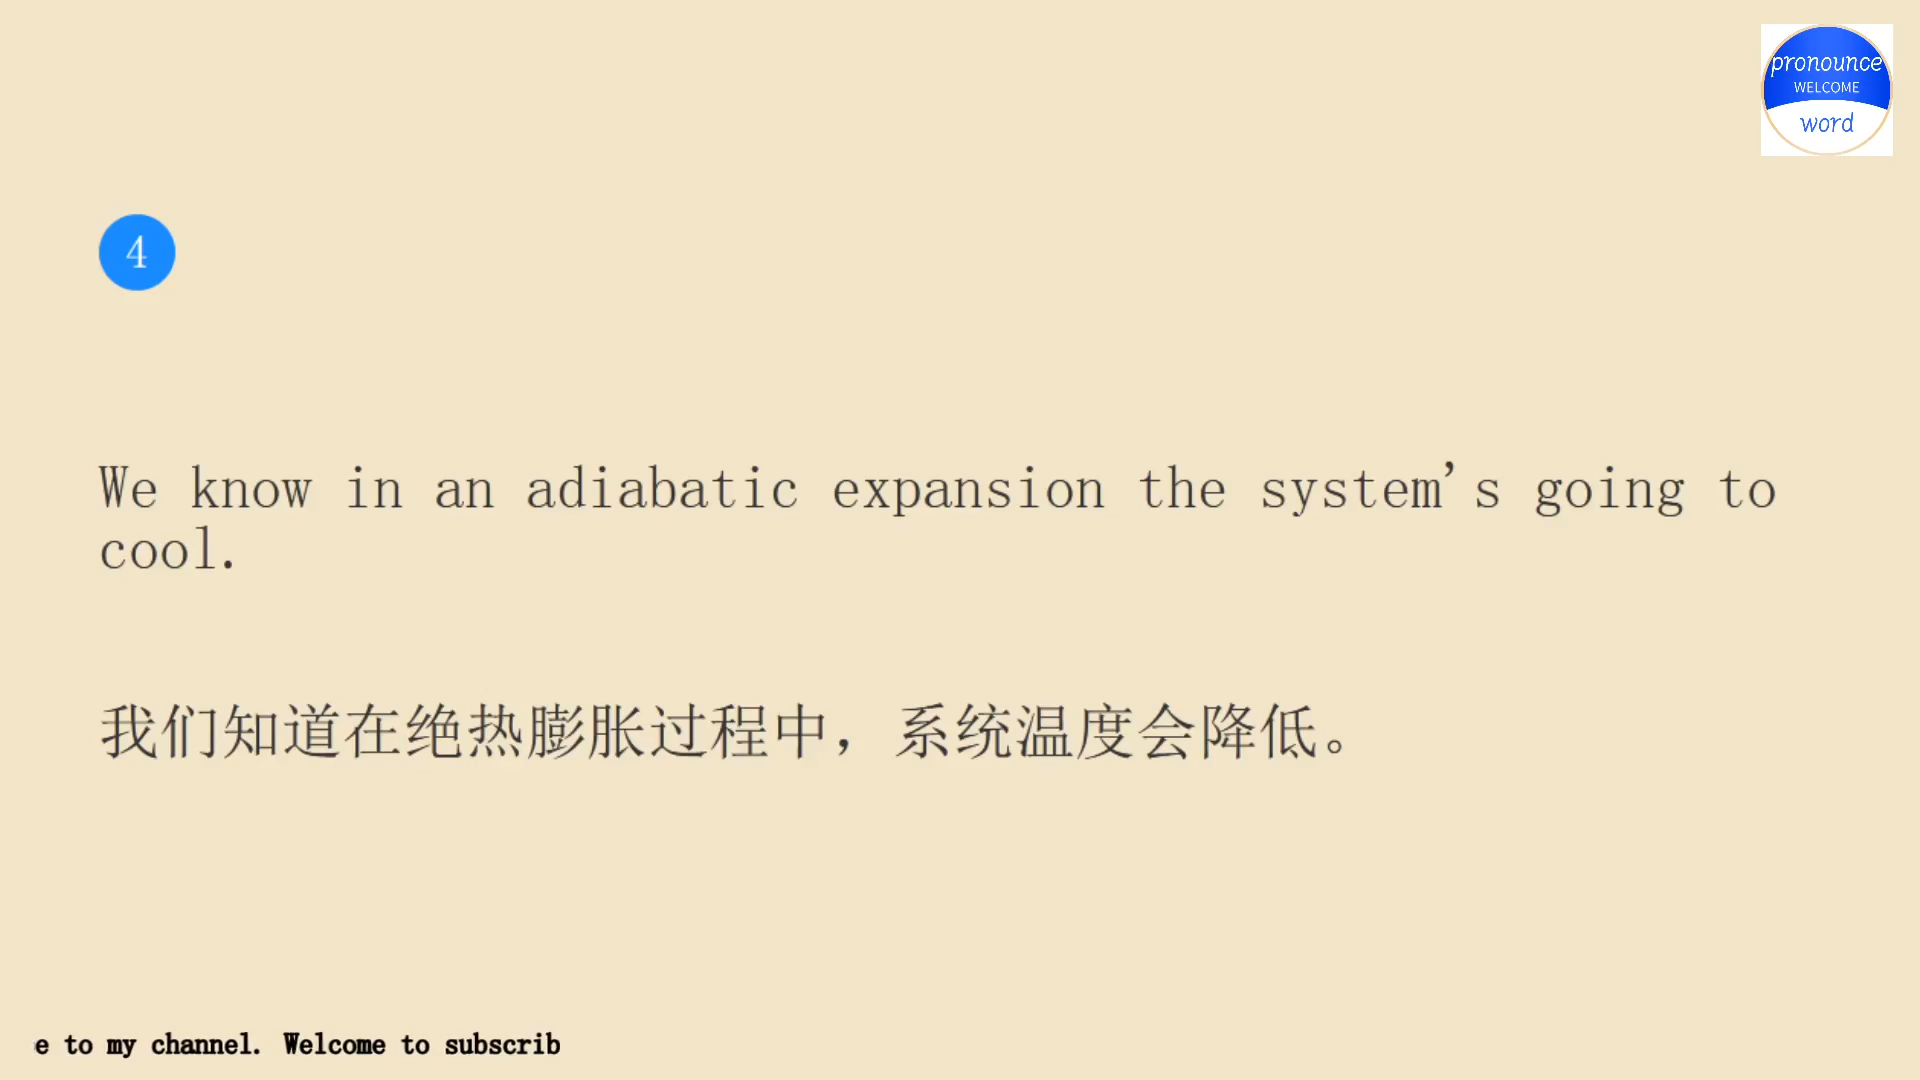 pronounce
WELCOME
word
4
We know in an adiabatic expansion the system's going to
cool.
我们知道在绝热膨胀过程中，系统温度会降低。
e to my channel. Welcome to subscrib